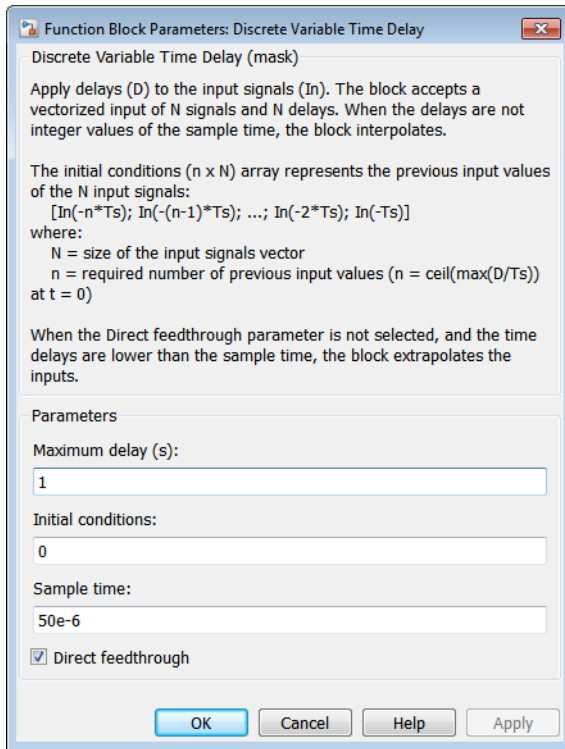 Function Block Parameters: Discrete Variable Time Delay
Discrete Variable Time Delay (mask)
Apply delays (D) to the input signals (In). The block accepts a
vectorized input of N signals and N delays. When the delays are not
integer values of the sample time, the block interpolates.
The initial conditions (n x N) array represents the previous input values
of the N input signals:
[In(-n*Ts); In(-(n-1)*Ts); ...; In(-2*Ts); In(-Ts)]
where:
N = size of the input signals vector
n = required number of previous input values (n = ceil(max(D/Ts))
at t = 0)
When the Direct feedthrough parameter is not selected, and the time
delays are lower than the sample time, the block extrapolates the
inputs.
Parameters
Maximum delay (s):
1
Initial conditions:
0
Sample time:
50e-6
Direct feedthrough
OK Cancel Help Apply